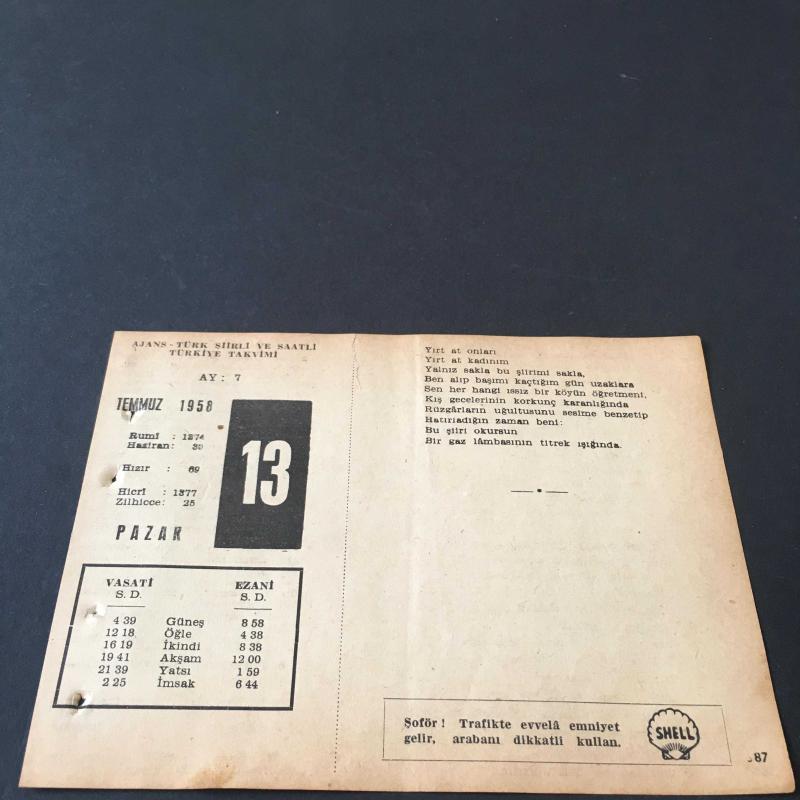 AJANS - TÜRK ŞİİRLİ VE SAATLİ
TÜRKİYE TAKVİMİ
AY : 7
TEMMUZ 1958
Rumî : 1374
Haziran: 30
Hızır : 69
Hicrî : 1377
Zilhicce: 25
PAZAR
13
VASATİ EZANİ
S. D. S. D.
4 39 Güneş 8 58
12 18 Öğle 4 38
16 19 İkindi 8 38
19 41 Akşam 12 00
21 39 Yatsı 1 59
2 25 İmsak 6 44
Yırt at onları
Yırt at kadınım
Yalnız sakla bu şiirimi sakla,
Ben alıp başımı kaçtığım gün uzaklara
Sen her hangi ıssız bir köyün öğretmeni,
Kış gecelerinin korkunç karanlığında
Rüzgârların uğultusunu sesime benzetip
Hatırladığın zaman beni:
Bu şiiri okursun
Bir gaz lâmbasının titrek ışığında.
Şoför ! Trafikte evvelâ emniyet
gelir, arabanı dikkatli kullan.
SHELL
87